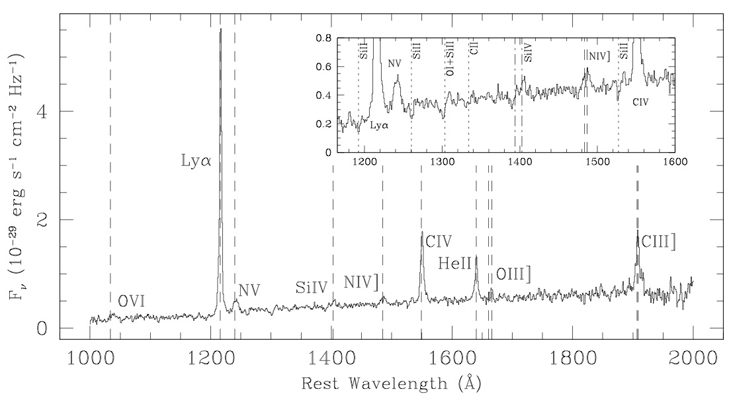 0.8
0.6
0.4
0.2
0
SiII
NV
Lyα
SiII
OI+SiII
CII
SiIV
NIV]
SiII
CIV
1200
1300
1400
1500
1600
4
2
0
Fν (10−29 erg s−1 cm−2 Hz−1)
Lyα
OVI
NV
SiIV
NIV]
CIV
HeII
OIII]
CIII]
1000
1200
1400
1600
1800
2000
Rest Wavelength (Å)